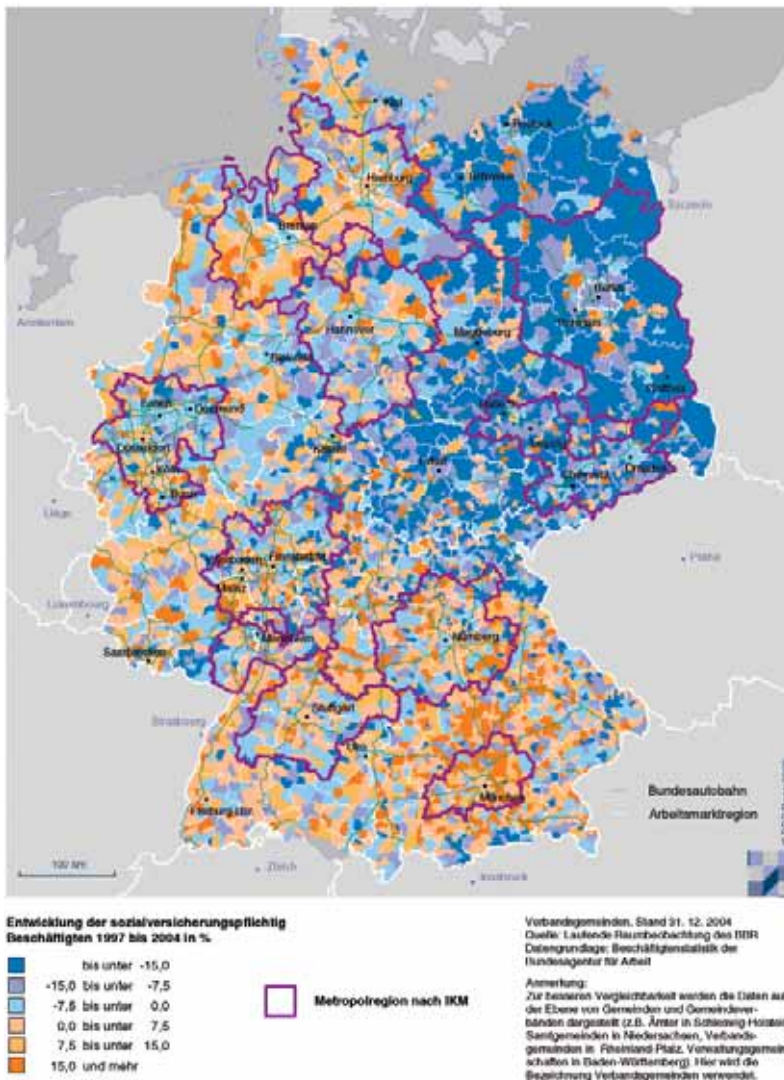 Kiel
Rostock
Hamburg
Szczecin
Bremen
Berlin
Potsdam
Amsterdam
Hannover
Magdeburg
Bielefeld
Cottbus
Essen
Dortmund
Halle
Leipzig
Düsseldorf
Kassel
Erfurt
Dresden
Köln
Chemnitz
Bonn
Liège
Wiesbaden
Frankfurt/M.
Praha
Mainz
Luxembourg
Mannheim
Nürnberg
Saarbrücken
Stuttgart
Strasbourg
Ulm
München
Bundesautobahn
Freiburg i.Br.
Arbeitsmarktregion
100 km
Zürich
Innsbruck
Entwicklung der sozialversicherungspflichtig
Beschäftigten 1997 bis 2004 in %
bis unter -15,0
-15,0 bis unter -7,5
-7,5 bis unter 0,0
0,0 bis unter 7,5
7,5 bis unter 15,0
15,0 und mehr
Metropolregion nach IKM
Verbandsgemeinden, Stand 31. 12. 2004
Quelle: Laufende Raumbeobachtung des BBR
Datengrundlage: Beschäftigtenstatistik der
Bundesagentur für Arbeit
Anmerkung:
Zur besseren Vergleichbarkeit werden die Daten auf
der Ebene von Gemeinden und Gemeindever-
bänden dargestellt (z.B. Ämter in Schleswig-Holstein,
Samtgemeinden in Niedersachsen, Verbands-
gemeinden in Rheinland-Pfalz, Verwaltungsgemein-
schaften in Baden-Württemberg). Hier wird die
Bezeichnung Verbandsgemeinden verwendet.